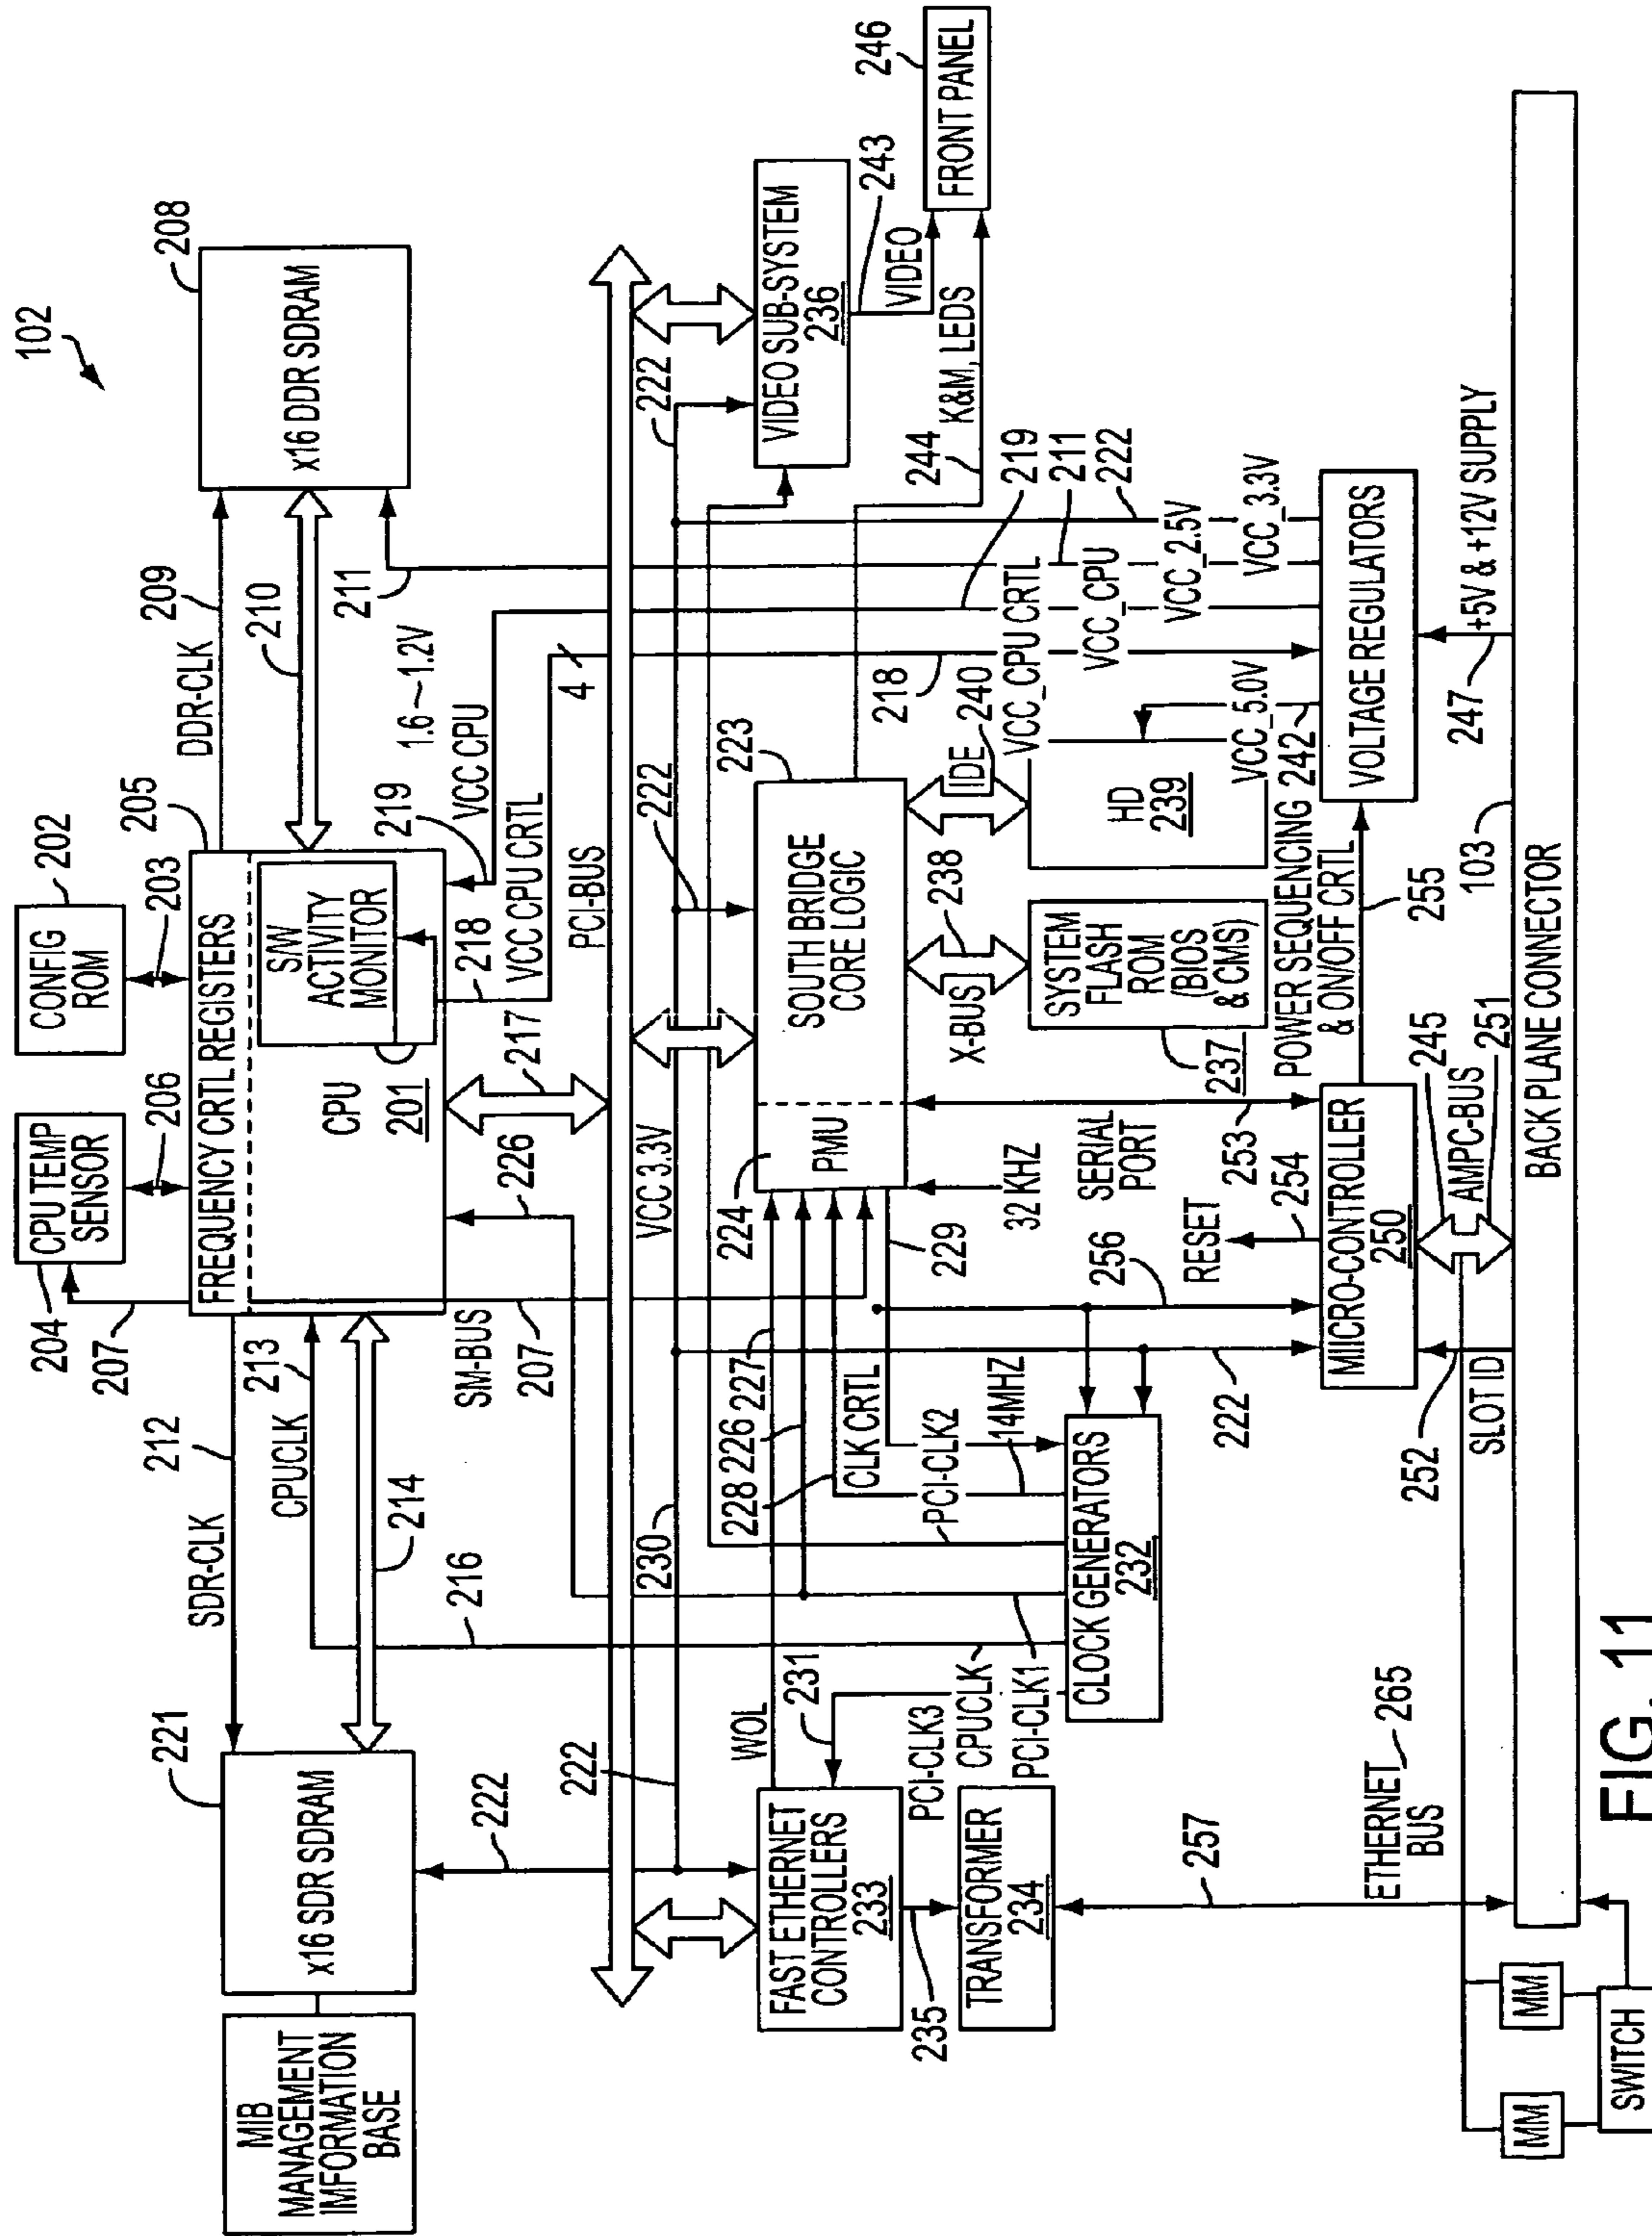 102
MIB
MANAGEMENT
IMFORMATION
BASE
221
x16 SDR SDRAM
SDR-CLK
212
CPUCLK
213
214
216
204
207
CPU TEMP
SENSOR
206
CONFIG
ROM
202
203
205
FREQUENCY CRTL REGISTERS
S/W
ACTIVITY
MONITOR
CPU
201
DDR-CLK
209
210
211
208
x16 DDR SDRAM
1.6~1.2V
VCC CPU
219
VCC CPU CRTL
218
4
217
226
SM-BUS
207
PCI-BUS
222
222
230
VCC 3.3V
222
222
WOL
227
226
228
231
FAST ETHERNET
CONTROLLERS
233
235
TRANSFORMER
234
257
PCI-CLK3
CPUCLK
PCI-CLK1
CLK CRTL
PCI-CLK2
14MHZ
CLOCK GENERATORS
232
224
PMU
SOUTH BRIDGE
CORE LOGIC
223
229
32 KHZ
256
SERIAL
PORT
253
X-BUS
238
SYSTEM
FLASH
ROM
(BIOS
& CMS)
237
IDE
240
HD
239
VIDEO SUB-SYSTEM
236
243
VIDEO
244
K&M, LEDS
246
FRONT PANEL
218
VCC_CPU CRTL
219
VCC_CPU
211
VCC_2.5V
222
VCC_3.3V
VCC_5.0V
242
VOLTAGE REGULATORS
POWER SEQUENCING
& ON/OFF CRTL
255
RESET
254
222
MIICRO-CONTROLLER
250
245
AMPC-BUS
251
252
SLOT ID
247
+5V & +12V SUPPLY
103
BACK PLANE CONNECTOR
ETHERNET
BUS
265
MM
MM
SWITCH
FIG. 11